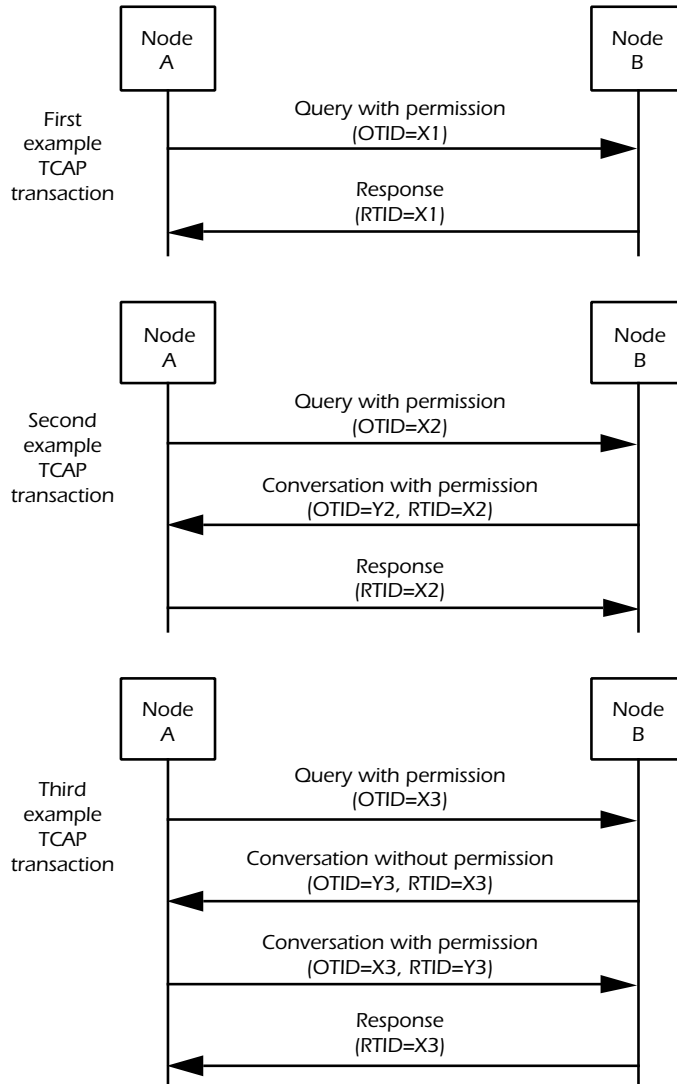 Node
A
Node
B
First
example
TCAP
transaction
Query with permission
(OTID=X1)
Response
(RTID=X1)
Node
A
Node
B
Second
example
TCAP
transaction
Query with permission
(OTID=X2)
Conversation with permission
(OTID=Y2, RTID=X2)
Response
(RTID=X2)
Node
A
Node
B
Third
example
TCAP
transaction
Query with permission
(OTID=X3)
Conversation without permission
(OTID=Y3, RTID=X3)
Conversation with permission
(OTID=X3, RTID=Y3)
Response
(RTID=X3)